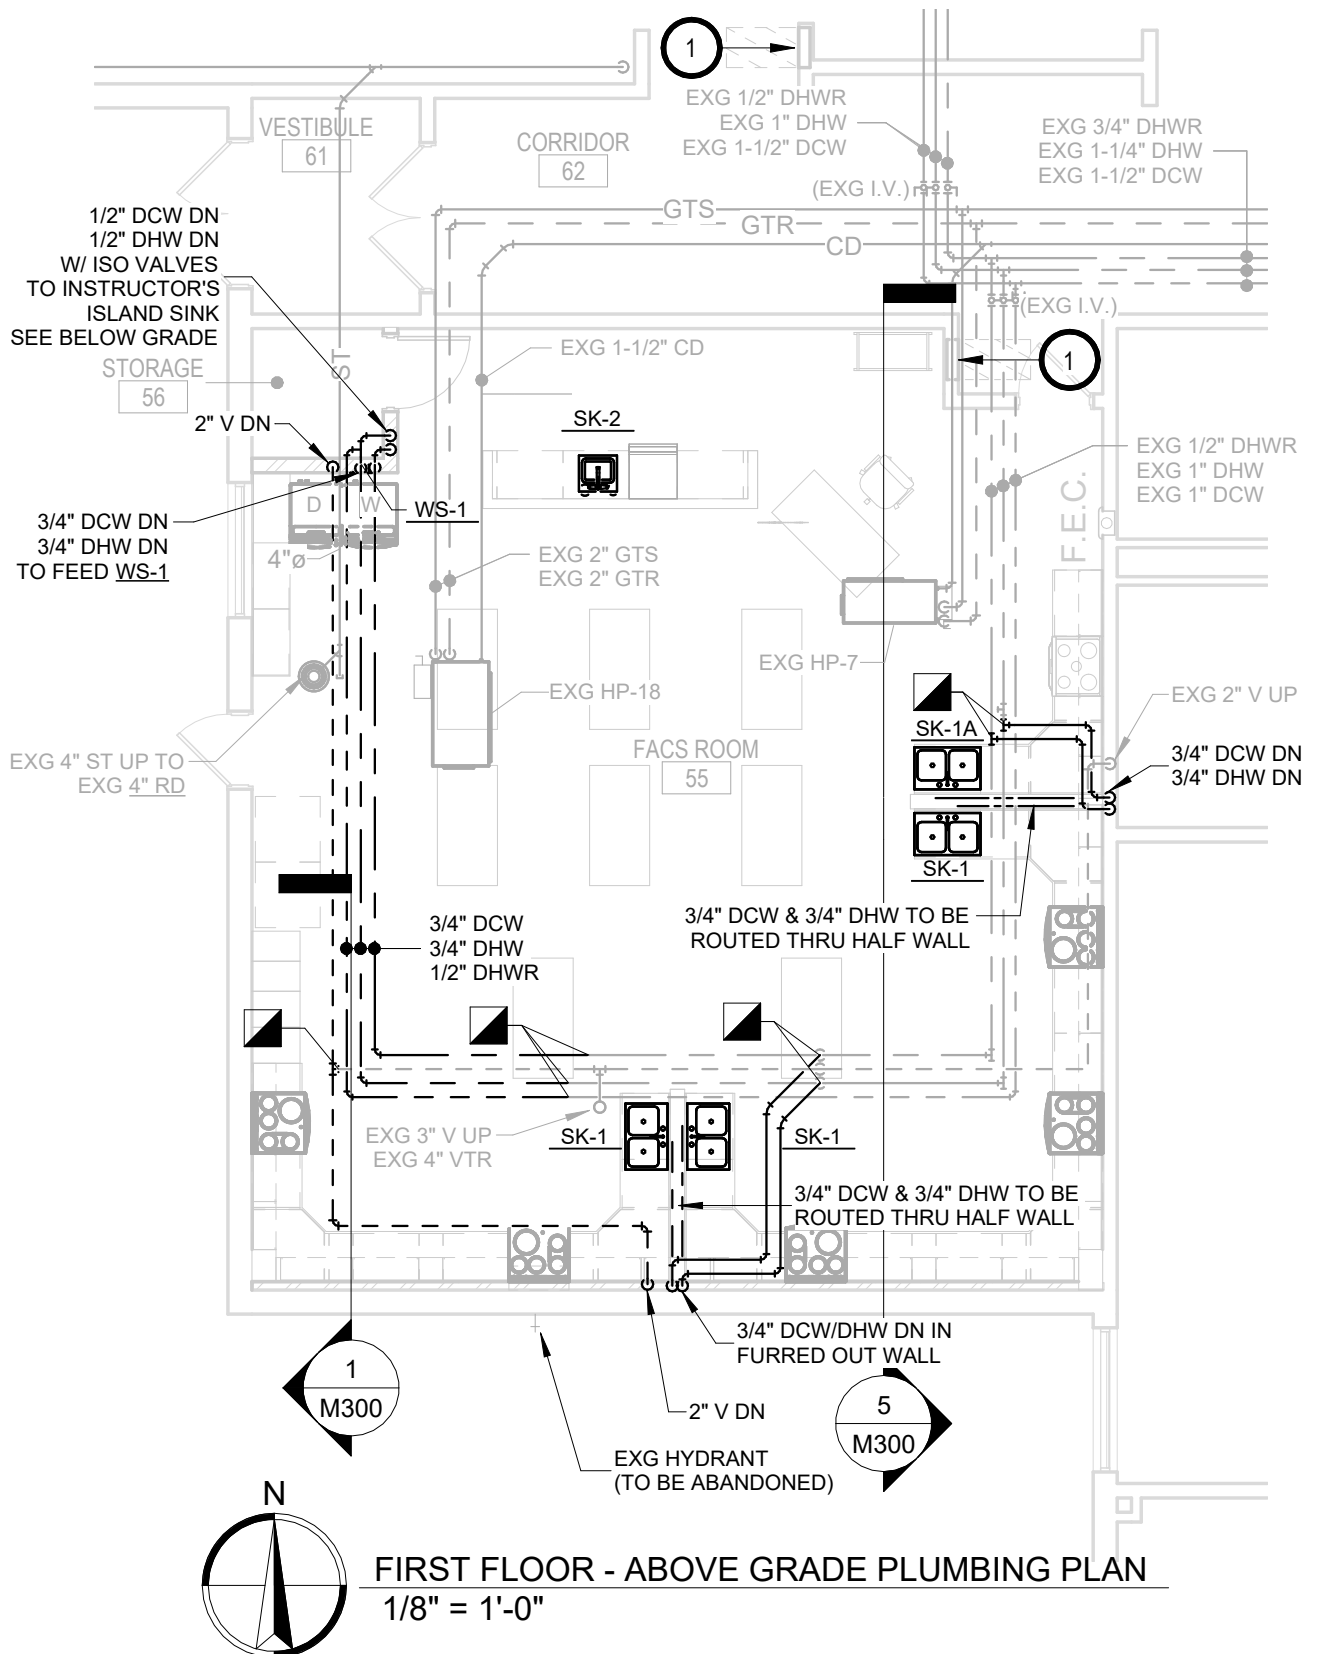 1
EXG 1/2" DHWR
EXG 1" DHW
EXG 1-1/2" DCW
EXG 3/4" DHWR
EXG 1-1/4" DHW
EXG 1-1/2" DCW
VESTIBULE
61
CORRIDOR
62
(EXG I.V.)
GTS
GTR
CD
1/2" DCW DN
1/2" DHW DN
W/ ISO VALVES
TO INSTRUCTOR'S
ISLAND SINK
SEE BELOW GRADE
(EXG I.V.)
EXG 1-1/2" CD
1
STORAGE
56
ST
2" V DN
SK-2
EXG 1/2" DHWR
EXG 1" DHW
EXG 1" DCW
F.E.C.
D
W
WS-1
3/4" DCW DN
3/4" DHW DN
TO FEED WS-1
4"ø
EXG 2" GTS
EXG 2" GTR
EXG HP-7
EXG HP-18
EXG 2" V UP
SK-1A
FACS ROOM
55
EXG 4" ST UP TO
EXG 4" RD
3/4" DCW DN
3/4" DHW DN
SK-1
3/4" DCW & 3/4" DHW TO BE
ROUTED THRU HALF WALL
3/4" DCW
3/4" DHW
1/2" DHWR
EXG 3" V UP
EXG 4" VTR
SK-1
SK-1
3/4" DCW & 3/4" DHW TO BE
ROUTED THRU HALF WALL
3/4" DCW/DHW DN IN
FURRED OUT WALL
1
M300
5
M300
2" V DN
EXG HYDRANT
(TO BE ABANDONED)
N
FIRST FLOOR - ABOVE GRADE PLUMBING PLAN
1/8" = 1'-0"